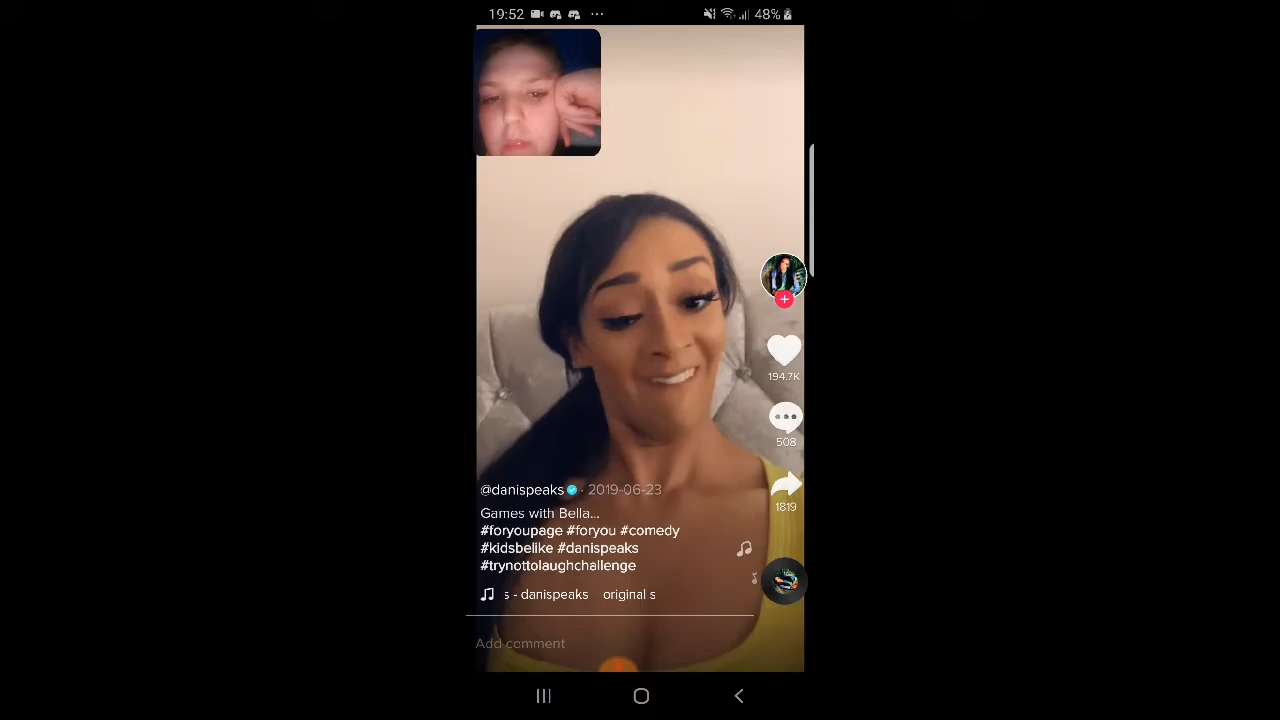 19:52
48%
194.7K
508
@danispeaks · 2019-06-23
1819
Games with Bella...
#foryoupage #foryou #comedy
#kidsbelike #danispeaks
#trynottolaughchallenge
s - danispeaks original s
Add comment